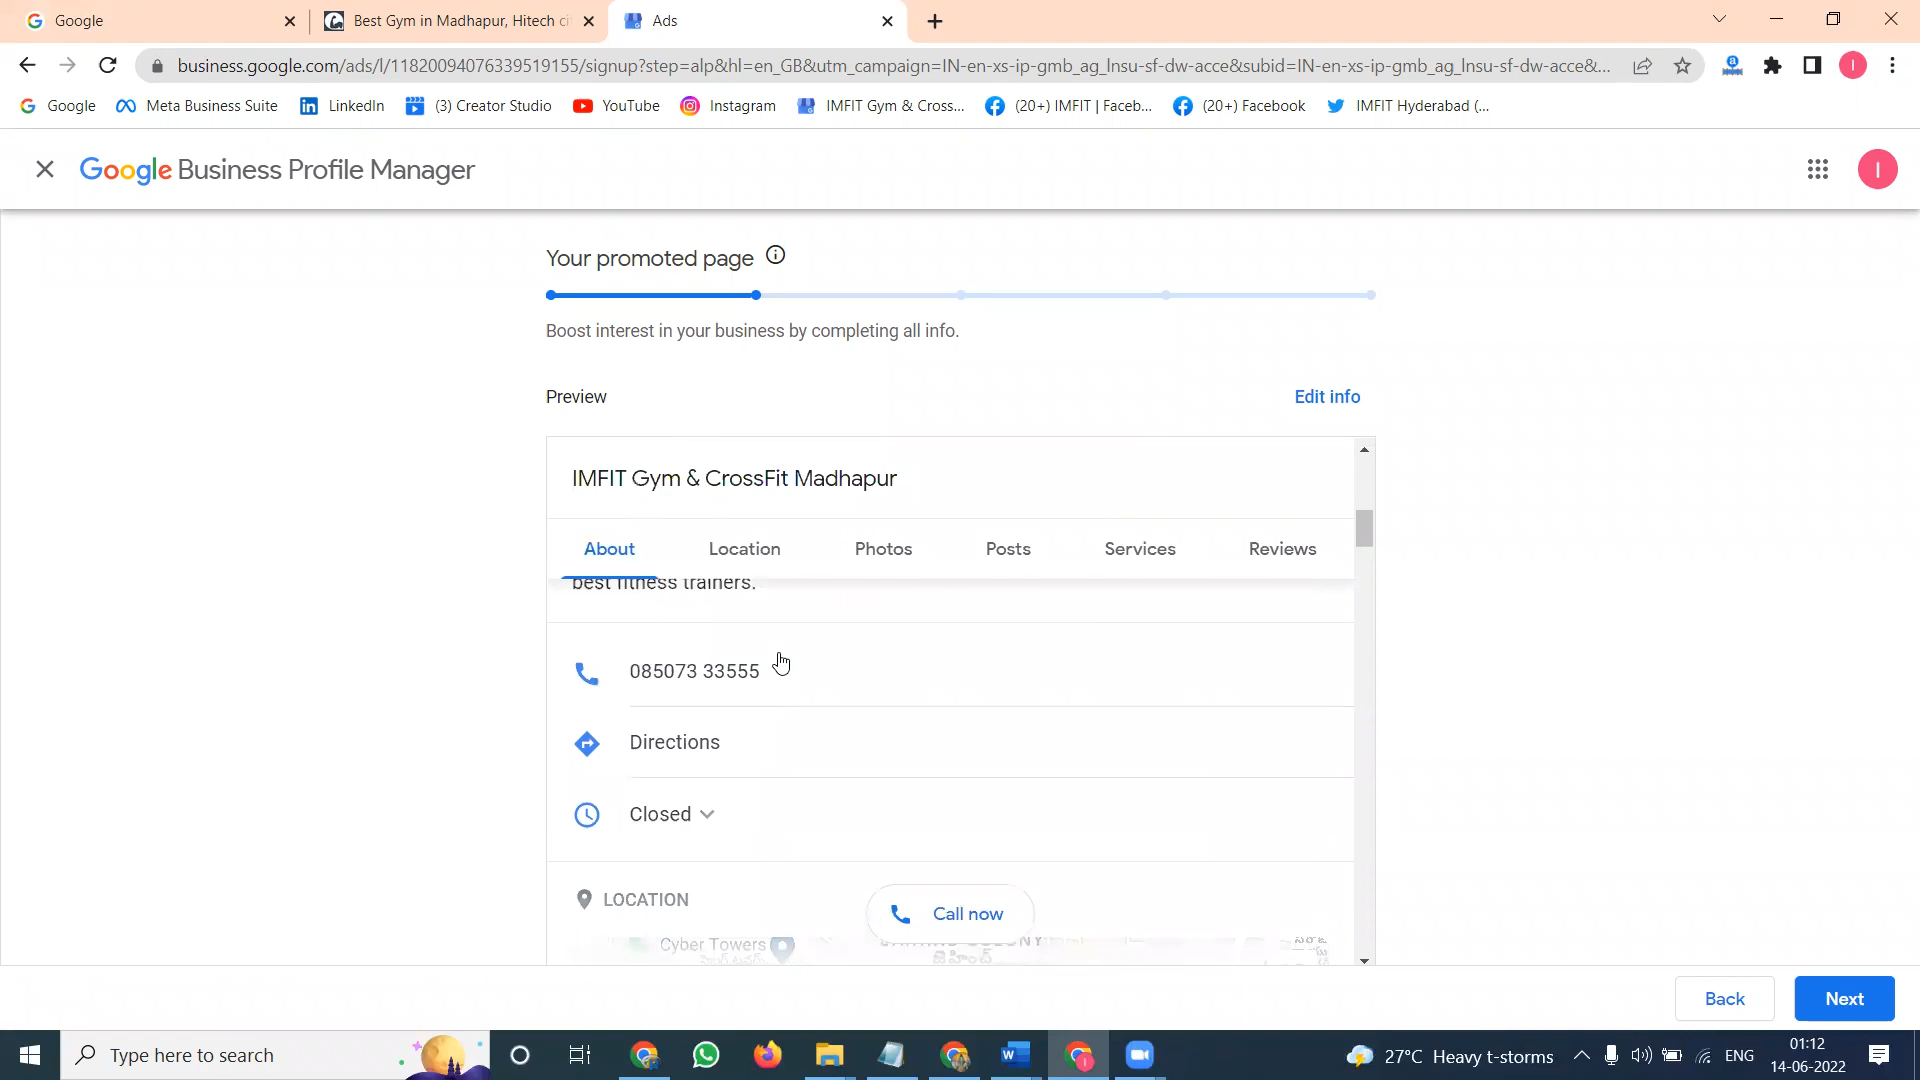 Google
Best Gym in Madhapur, Hitech ci
Ads
business.google.com/ads/l/11820094076339519155/signup?step=alp&hl=en_GB&utm_campaign=IN-en-xs-ip-gmb_ag_lnsu-sf-dw-acce&subid=IN-en-xs-ip-gmb_ag_lnsu-sf-dw-acce&...
Google
Meta Business Suite
LinkedIn
(3) Creator Studio
YouTube
Instagram
IMFIT Gym & Cross...
(20+) IMFIT | Faceb...
(20+) Facebook
IMFIT Hyderabad (...
Google Business Profile Manager
I
Your promoted page
Boost interest in your business by completing all info.
Preview
Edit info
IMFIT Gym & CrossFit Madhapur
About
Location
Photos
Posts
Services
Reviews
best fitness trainers.
085073 33555
Directions
Closed
LOCATION
Call now
Cyber Towers
జైహింద్
Back
Next
Type here to search
27°C Heavy t-storms
ENG
01:12
14-06-2022